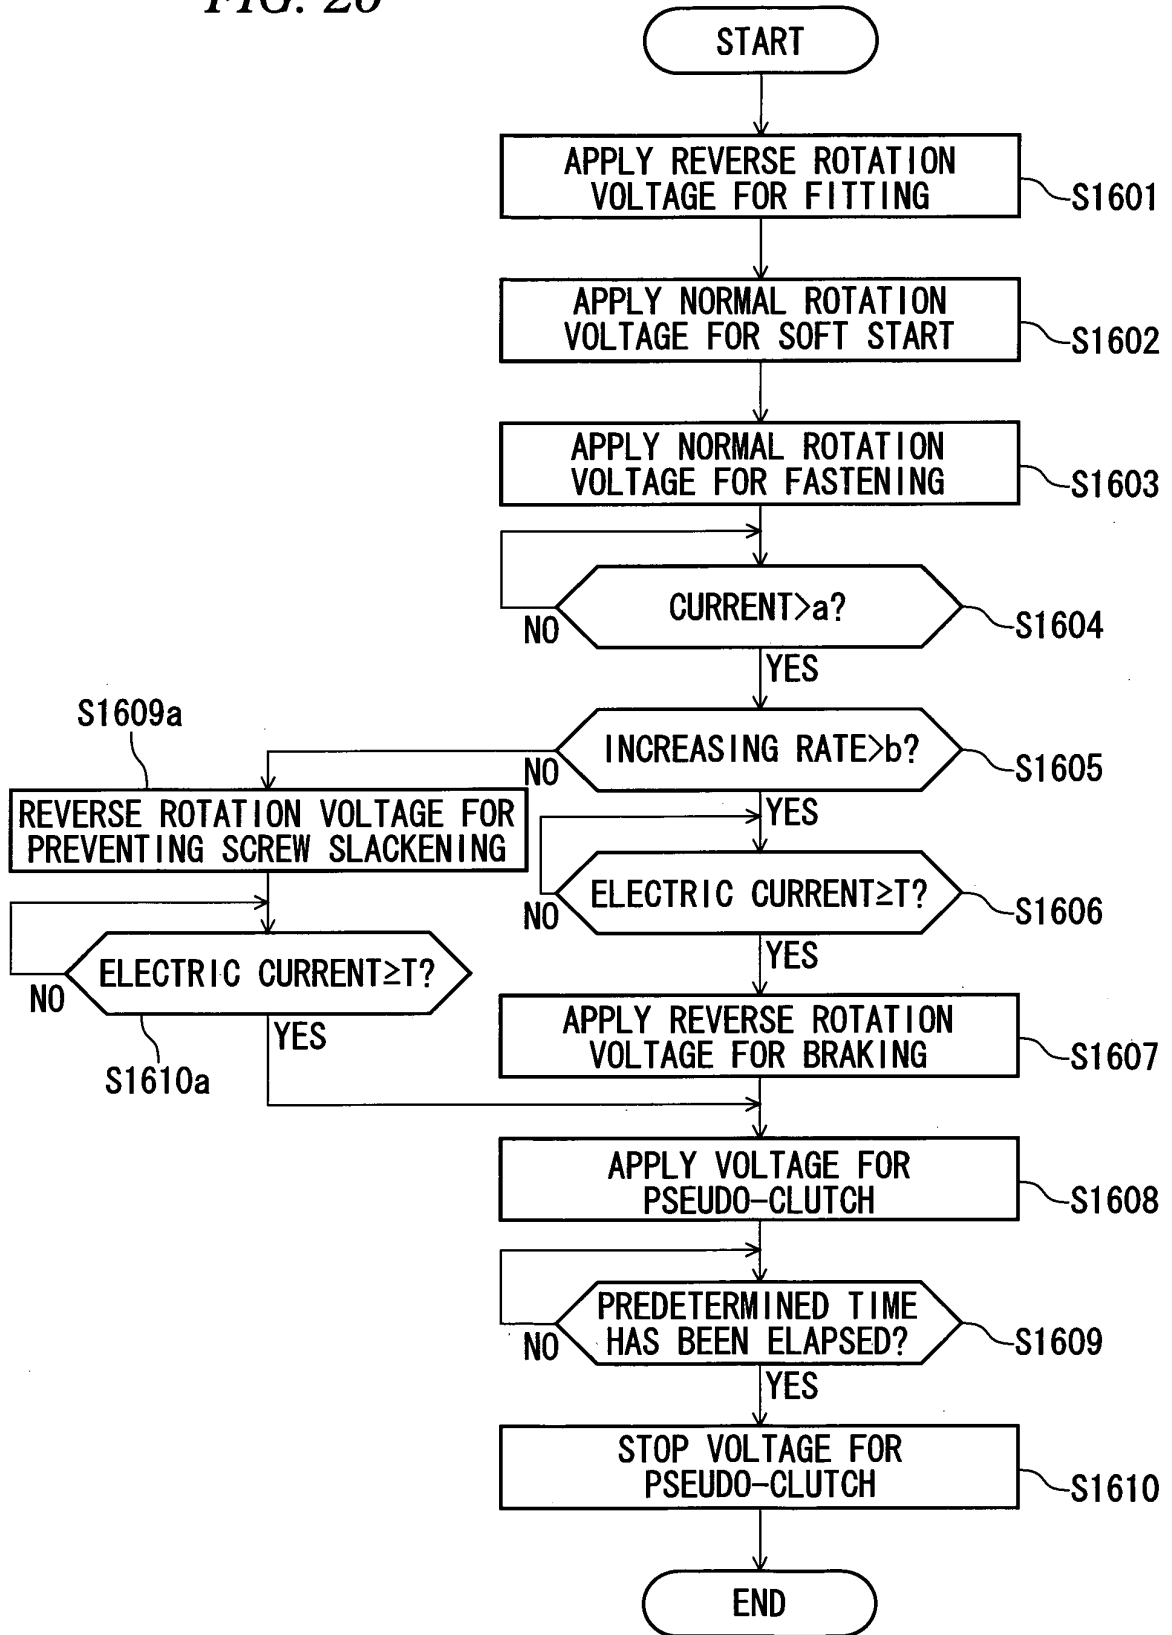 FIG. 20
START
APPLY REVERSE ROTATION
VOLTAGE FOR FITTING
S1601
APPLY NORMAL ROTATION
VOLTAGE FOR SOFT START
S1602
APPLY NORMAL ROTATION
VOLTAGE FOR FASTENING
S1603
CURRENT>a?
S1604
NO
YES
S1609a
INCREASING RATE>b?
S1605
NO
YES
REVERSE ROTATION VOLTAGE FOR
PREVENTING SCREW SLACKENING
ELECTRIC CURRENT≥T?
S1606
NO
YES
ELECTRIC CURRENT≥T?
NO
YES
S1610a
APPLY REVERSE ROTATION
VOLTAGE FOR BRAKING
S1607
APPLY VOLTAGE FOR
PSEUDO-CLUTCH
S1608
PREDETERMINED TIME
HAS BEEN ELAPSED?
S1609
NO
YES
STOP VOLTAGE FOR
PSEUDO-CLUTCH
S1610
END